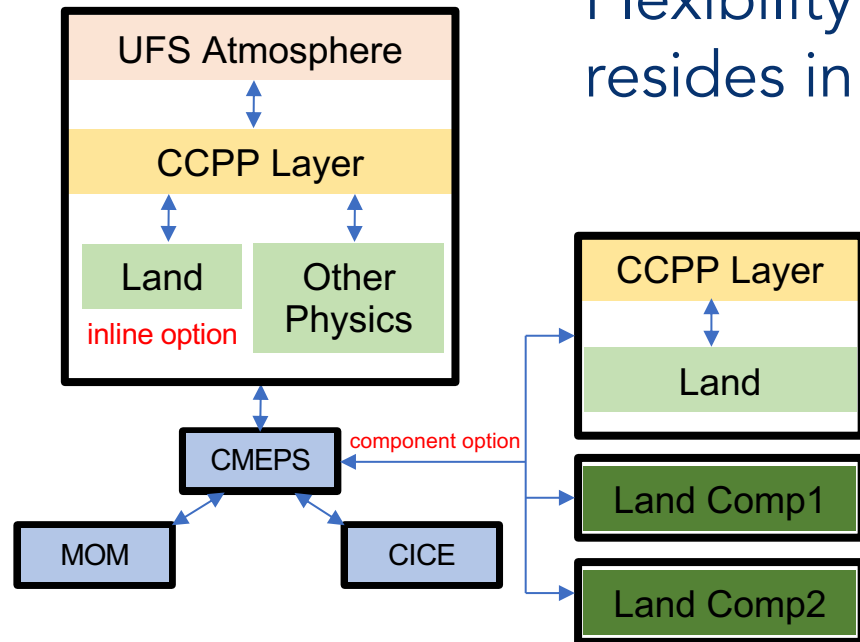 Flexibility
resides in
UFS Atmosphere
CCPP Layer
Land
inline option
Other
Physics
CMEPS
component option
MOM
CICE
CCPP Layer
Land
Land Comp1
Land Comp2